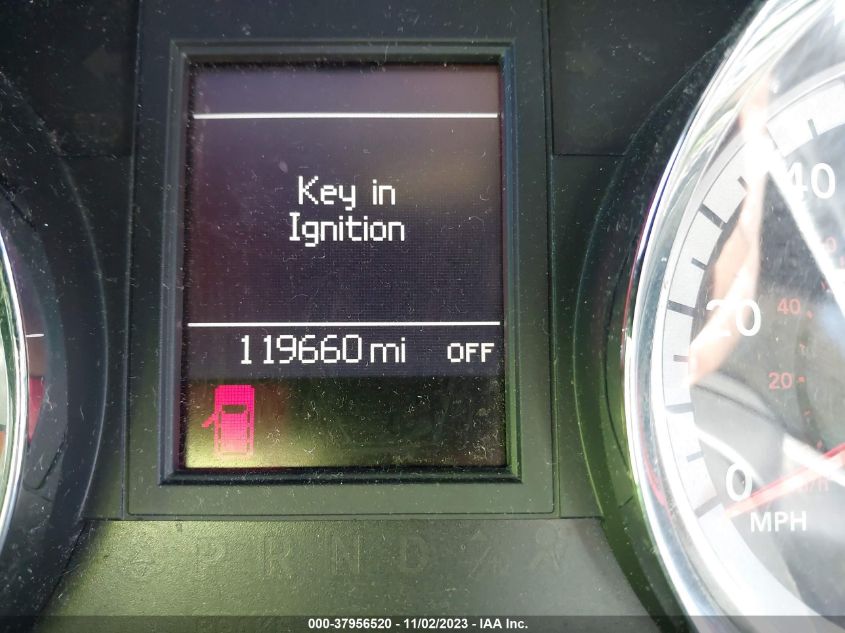 Key in
Ignition
119660 mi OFF
40
20
0
MPH
40
20
P R N D
000-37956520 - 11/02/2023 - IAA Inc.